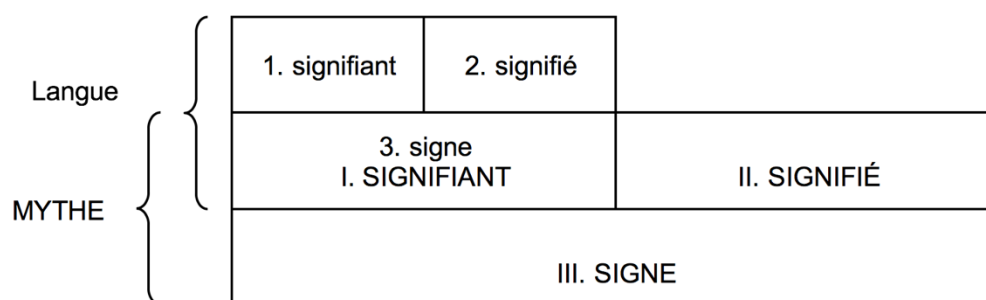 1. signifiant
2. signifié
Langue
3. signe
I. SIGNIFIANT
II. SIGNIFIÉ
MYTHE
III. SIGNE